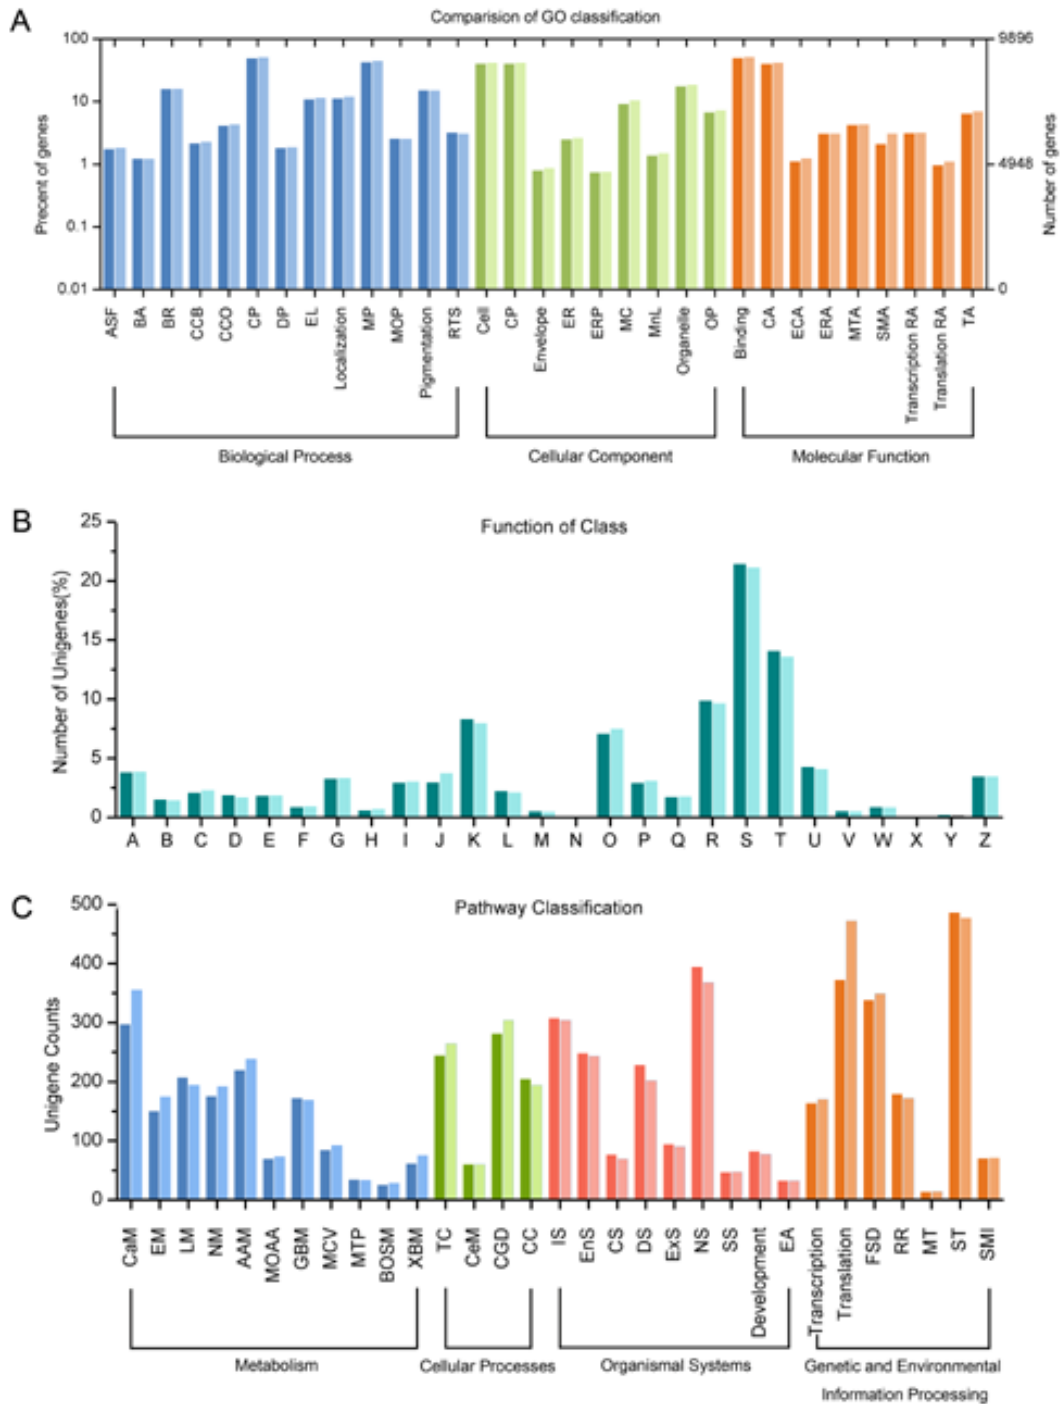 A
Comparision of GO classification
100
10
1
0.1
0.01
Precent of genes
9896
4948
0
Number of genes
ASF BA BR CCB CCO CP DP EL Localization MP MOP Pigmentation RTS Cell CP Envelope ER ERP MC MnL Organelle OP Binding CA ECA ERA MTA SMA Transcription RA Translation RA TA
Biological Process Cellular Component Molecular Function
B
Function of Class
25
20
15
10
5
0
Number of Unigenes(%)
A B C D E F G H I J K L M N O P Q R S T U V W X Y Z
C
Pathway Classification
500
400
300
200
100
0
Unigene Counts
CaM EM LM NM AAM MOAA GBM MCV MTP BOSM XBM TC CeM CGD CC IS EnS CS DS ExS NS SS Development EA Transcription Translation FSD RR MT ST SMI
Metabolism Cellular Processes Organismal Systems Genetic and Environmental
Information Processing